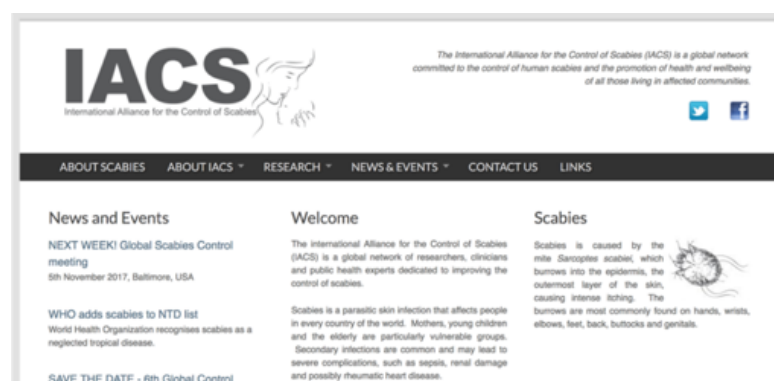 IACS
International Alliance for the Control of Scabies
The International Alliance for the Control of Scabies (IACS) is a global network
committed to the control of human scabies and the promotion of health and wellbeing
of all those living in affected communities.
ABOUT SCABIES ABOUT IACS RESEARCH NEWS & EVENTS CONTACT US LINKS
News and Events
NEXT WEEK! Global Scabies Control
meeting
5th November 2017, Baltimore, USA
WHO adds scabies to NTD list
World Health Organization recognises scabies as a
neglected tropical disease.
SAVE THE DATE - 6th Global Control
Welcome
The International Alliance for the Control of Scabies
(IACS) is a global network of researchers, clinicians
and public health experts dedicated to improving the
control of scabies.
Scabies is a parasitic skin infection that affects people
in every country of the world. Mothers, young children
and the elderly are particularly vulnerable groups.
Secondary infections are common and may lead to
severe complications, such as sepsis, renal damage
and possibly rheumatic heart disease.
Scabies
Scabies is caused by the
mite Sarcoptes scabiei, which
burrows into the epidermis, the
outermost layer of the skin,
causing intense itching. The
burrows are most commonly found on hands, wrists,
elbows, feet, back, buttocks and genitals.